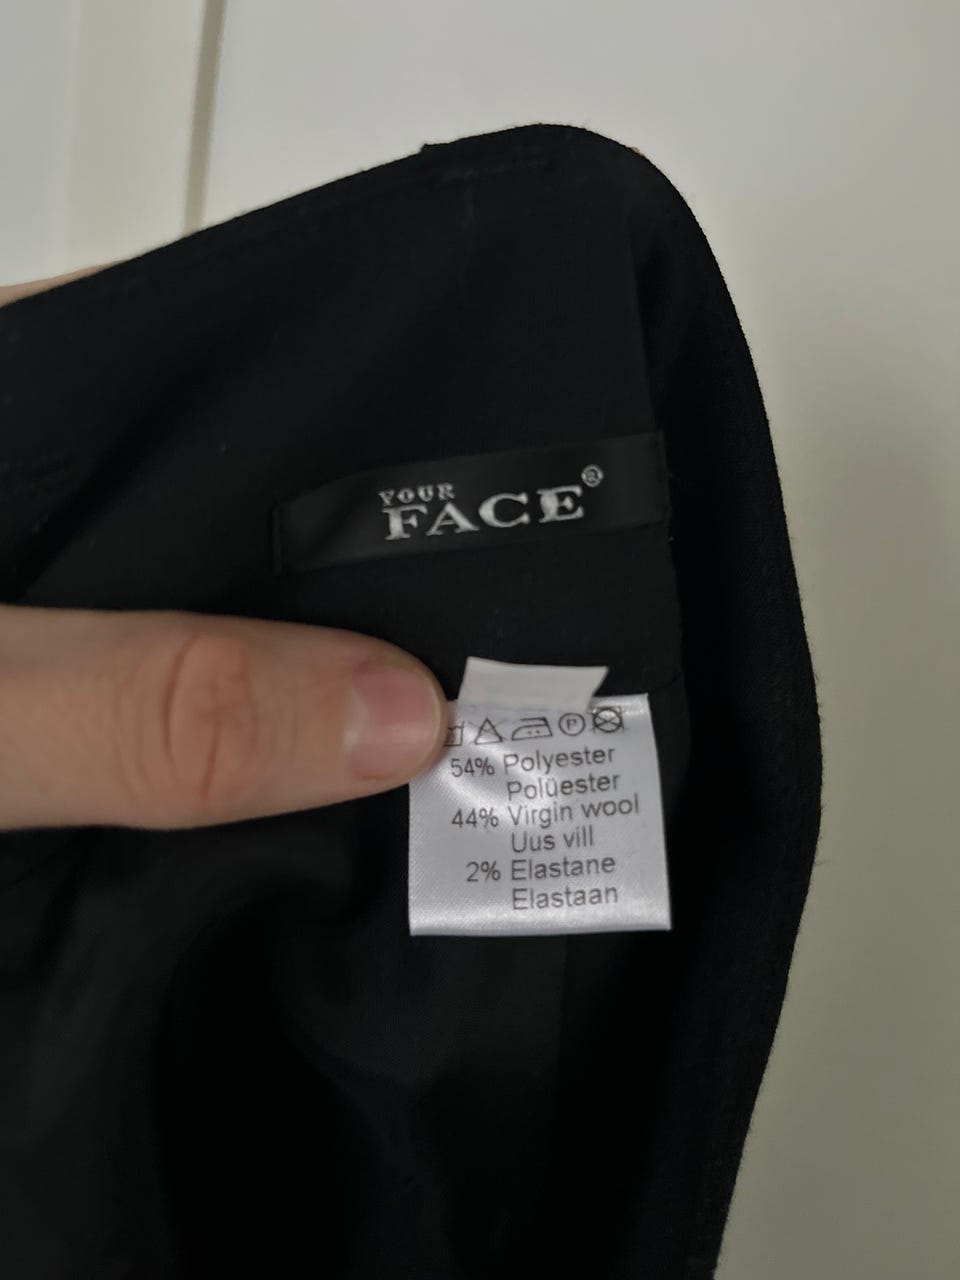 YOUR
FACE®
P
54% Polyester
Polüester
44% Virgin wool
Uus vill
2% Elastane
Elastaan